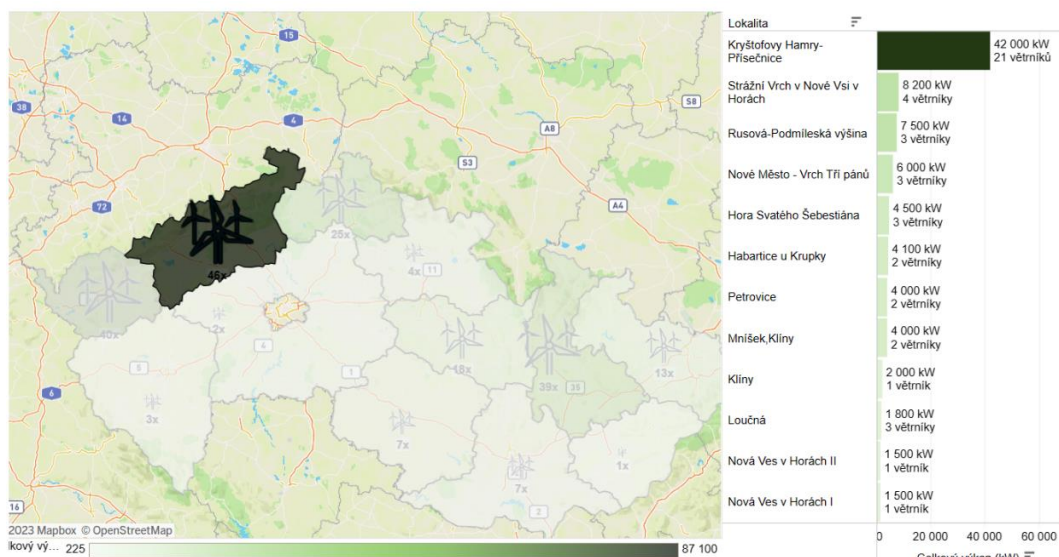 15
38
14
4
S8
A8
S3
72
A4
46x
25x
4x
11
40x
2x
6
5
1
18x
39x
35
13x
6
3x
7x
1x
7x
2
16
2023 Mapbox © OpenStreetMap
lkový vý...
225
87 100
Lokalita
Kryštofovy Hamry-
Přísečnice
42 000 kW
21 větrníků
Strážní Vrch v Nové Vsi v
Horách
8 200 kW
4 větrníky
Rusová-Podmíleská výšina
7 500 kW
3 větrníky
Nové Město - Vrch Tří pánů
6 000 kW
3 větrníky
Hora Svatého Šebestiána
4 500 kW
3 větrníky
Habartice u Krupky
4 100 kW
2 větrníky
Petrovice
4 000 kW
2 větrníky
Mníšek,Klíny
4 000 kW
2 větrníky
Klíny
2 000 kW
1 větrník
Loučná
1 800 kW
3 větrníky
Nová Ves v Horách II
1 500 kW
1 větrník
Nová Ves v Horách I
1 500 kW
1 větrník
0
20 000
40 000
60 000
Celkový výkon (kW)